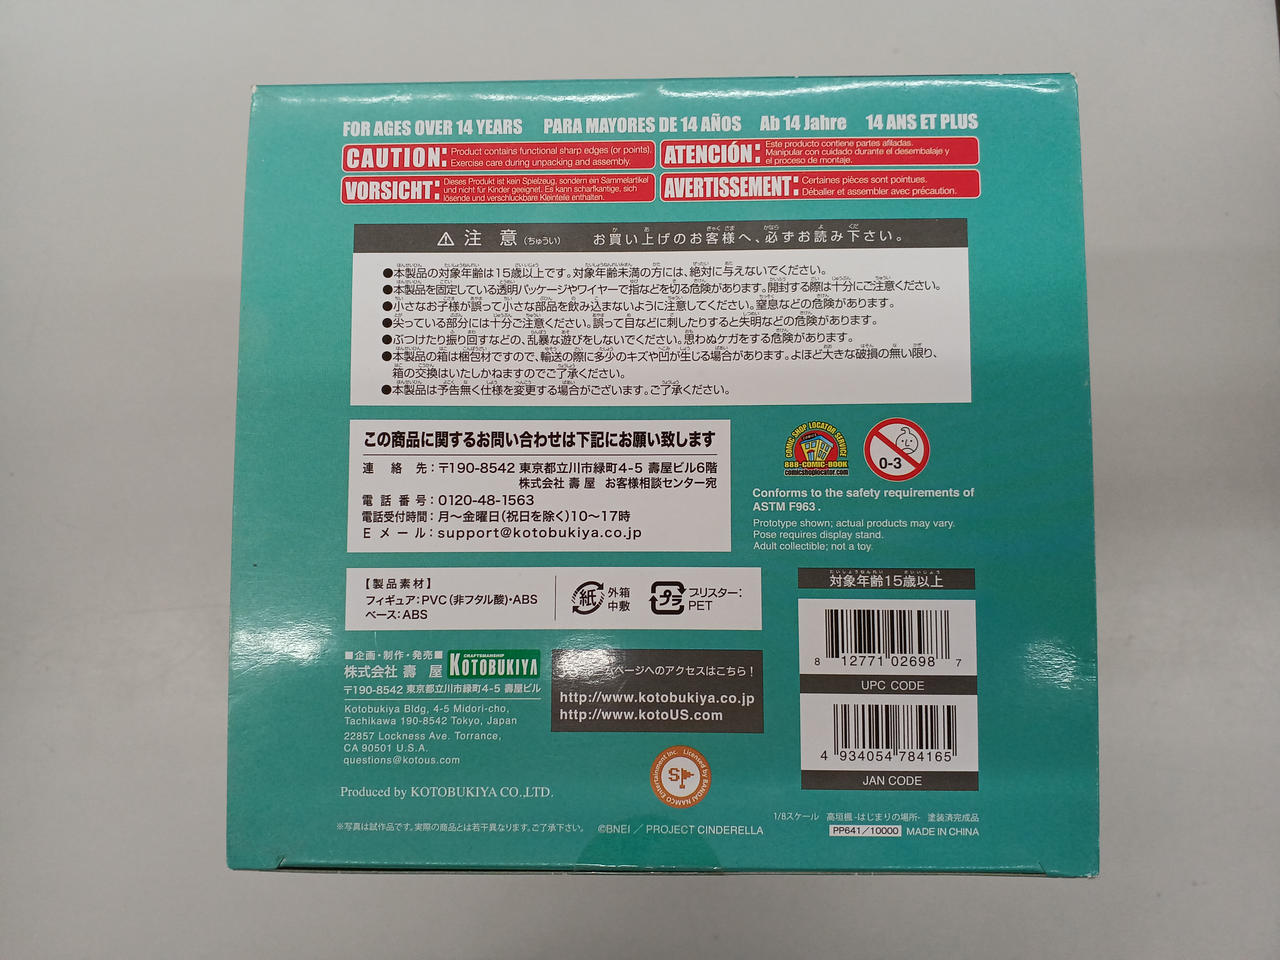 FOR AGES OVER 14 YEARS PARA MAYORES DE 14 AÑOS Ab 14 Jahre 14 ANS ET PLUS
CAUTION: Product contains functional sharp edges (or points).
Exercise care during unpacking and assembly.
ATENCIÓN: Este producto contiene partes afiladas.
Manipular con cuidado durante el desembalaje y
el proceso de montaje.
VORSICHT: Dieses Produkt ist kein Spielzeug, sondern ein Sammelartikel
und nicht für Kinder geeignet. Es kann scharfkantige, sich
lösende und verschluckbare Kleinteile enthalten.
AVERTISSEMENT: Certaines pièces sont pointues.
Déballer et assembler avec précaution.
⚠ 注 意 (ちゅうい) お買い上げのお客様へ、必ずお読み下さい。
●本製品の対象年齢は15歳以上です。対象年齢未満の方には、絶対に与えないでください。
●本製品を固定している透明パッケージやワイヤーで指などを切る危険があります。開封する際は十分にご注意ください。
●小さなお子様が誤って小さな部品を飲み込まないように注意してください。窒息などの危険があります。
●尖っている部分には十分ご注意ください。誤って目などに刺したりすると失明などの危険があります。
●ぶつけたり振り回すなどの、乱暴な遊びをしないでください。思わぬケガをする危険があります。
●本製品の箱は梱包材ですので、輸送の際に多少のキズや凹が生じる場合があります。よほど大きな破損の無い限り、
箱の交換はいたしかねますのでご了承ください。
●本製品は予告無く仕様を変更する場合がございます。ご了承ください。
この商品に関するお問い合わせは下記にお願い致します
連 絡 先:〒190-8542 東京都立川市緑町4-5 壽屋ビル6階
株式会社 壽 屋 お客様相談センター宛
電 話 番 号:0120-48-1563
電話受付時間:月〜金曜日(祝日を除く)10〜17時
E メ ー ル:support@kotobukiya.co.jp
COMIC SHOP LOCATOR SERVICE
888-COMIC-BOOK
comicshoplocator.com
0-3
Conforms to the safety requirements of
ASTM F963.
Prototype shown; actual products may vary.
Pose requires display stand.
Adult collectible; not a toy.
【製品素材】
フィギュア:PVC(非フタル酸)・ABS
ベース:ABS
紙 外箱
中敷
プラ ブリスター:
PET
対象年齢15歳以上
8 12771 02698 7
UPC CODE
4 934054 784165
JAN CODE
■企画・制作・発売■
株式会社 壽 屋
CRAFTSMANSHIP
KOTOBUKIYA
〒190-8542 東京都立川市緑町4-5 壽屋ビル
Kotobukiya Bldg, 4-5 Midori-cho,
Tachikawa 190-8542 Tokyo, Japan
22857 Lockness Ave. Torrance,
CA 90501 U.S.A.
questions@kotous.com
ムページへのアクセスはこちら!
http://www.kotobukiya.co.jp
http://www.kotoUS.com
Licensed by BANDAI NAMCO Entertainment Inc.
Produced by KOTOBUKIYA CO.,LTD.
※写真は試作品です。実際の商品とは若干異なります。ご了承下さい。
©BNEI / PROJECT CINDERELLA
1/8スケール 高垣楓 -はじまりの場所- 塗装済完成品
PP641/10000 MADE IN CHINA